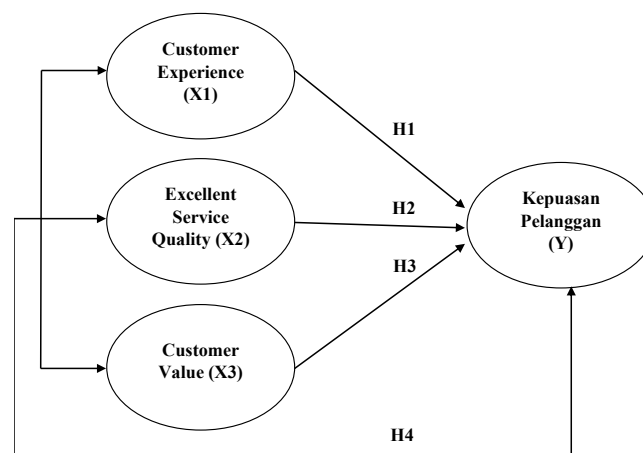 Customer
Experience
(X1)
H1
Excellent
Service
Quality (X2)
H2
Kepuasan
Pelanggan
(Y)
H3
Customer
Value (X3)
H4